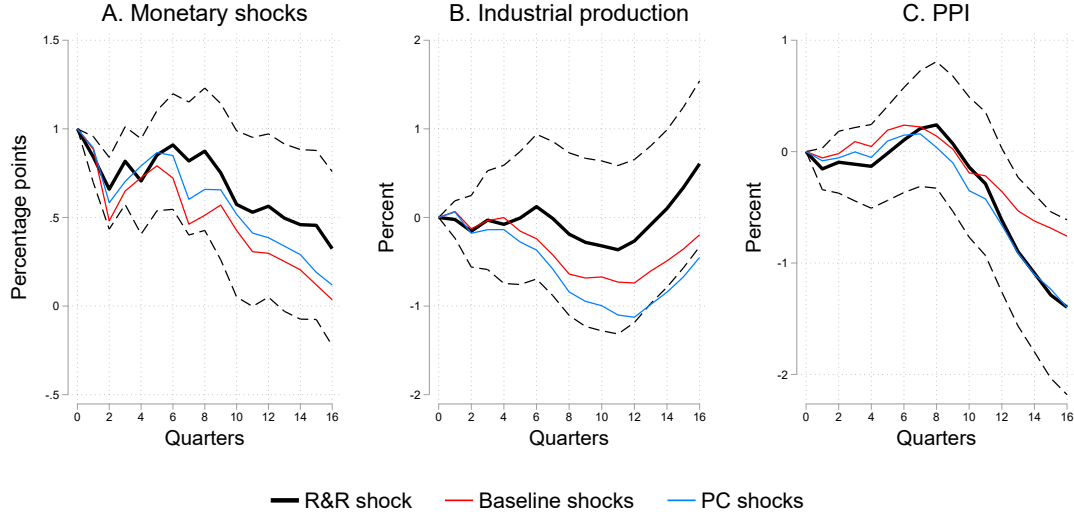 A. Monetary shocks
B. Industrial production
C. PPI
Percentage points
1.5
1
.5
0
-.5
0 2 4 6 8 10 12 14 16
Quarters
Percent
2
1
0
-1
-2
0 2 4 6 8 10 12 14 16
Quarters
Percent
1
0
-1
-2
0 2 4 6 8 10 12 14 16
Quarters
R&R shock Baseline shocks PC shocks